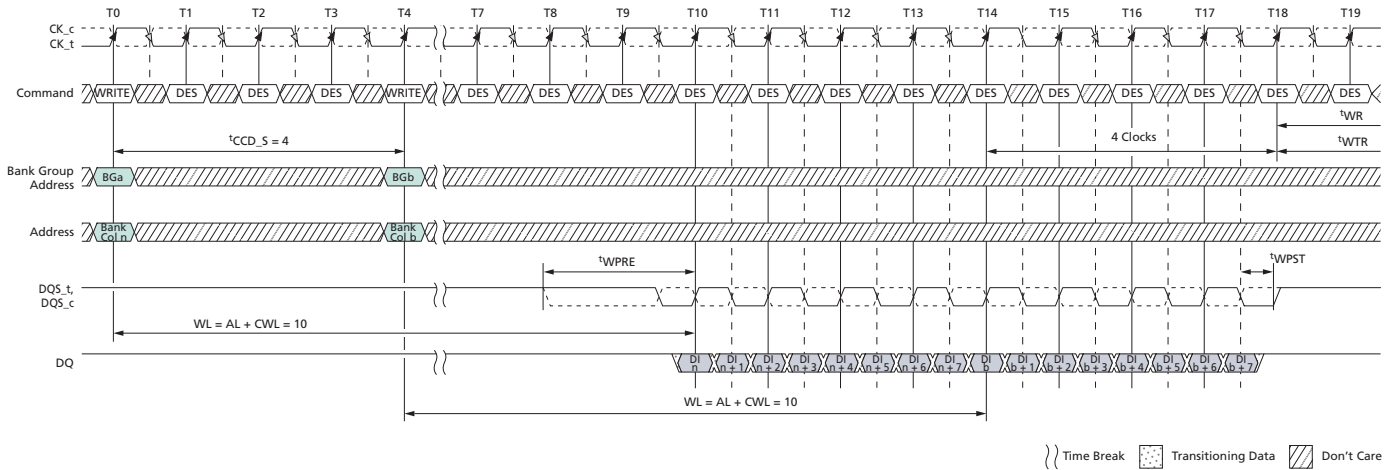 T0 T1 T2 T3 T4 T7 T8 T9 T10 T11 T12 T13 T14 T15 T16 T17 T18 T19
CK_c
CK_t
Command WRITE DES DES DES WRITE DES DES DES DES DES DES DES DES DES DES DES DES DES
tWR
tCCD_S = 4 4 Clocks tWTR
Bank Group
Address BGa BGb
Address Bank
Col n Bank
Col b
tWPRE tWPST
DQS_t,
DQS_c
WL = AL + CWL = 10
DQ DI
n DI
n + 1 DI
n + 2 DI
n + 3 DI
n + 4 DI
n + 5 DI
n + 6 DI
n + 7 DI
b DI
b + 1 DI
b + 2 DI
b + 3 DI
b + 4 DI
b + 5 DI
b + 6 DI
b + 7
WL = AL + CWL = 10
Time Break Transitioning Data Don't Care